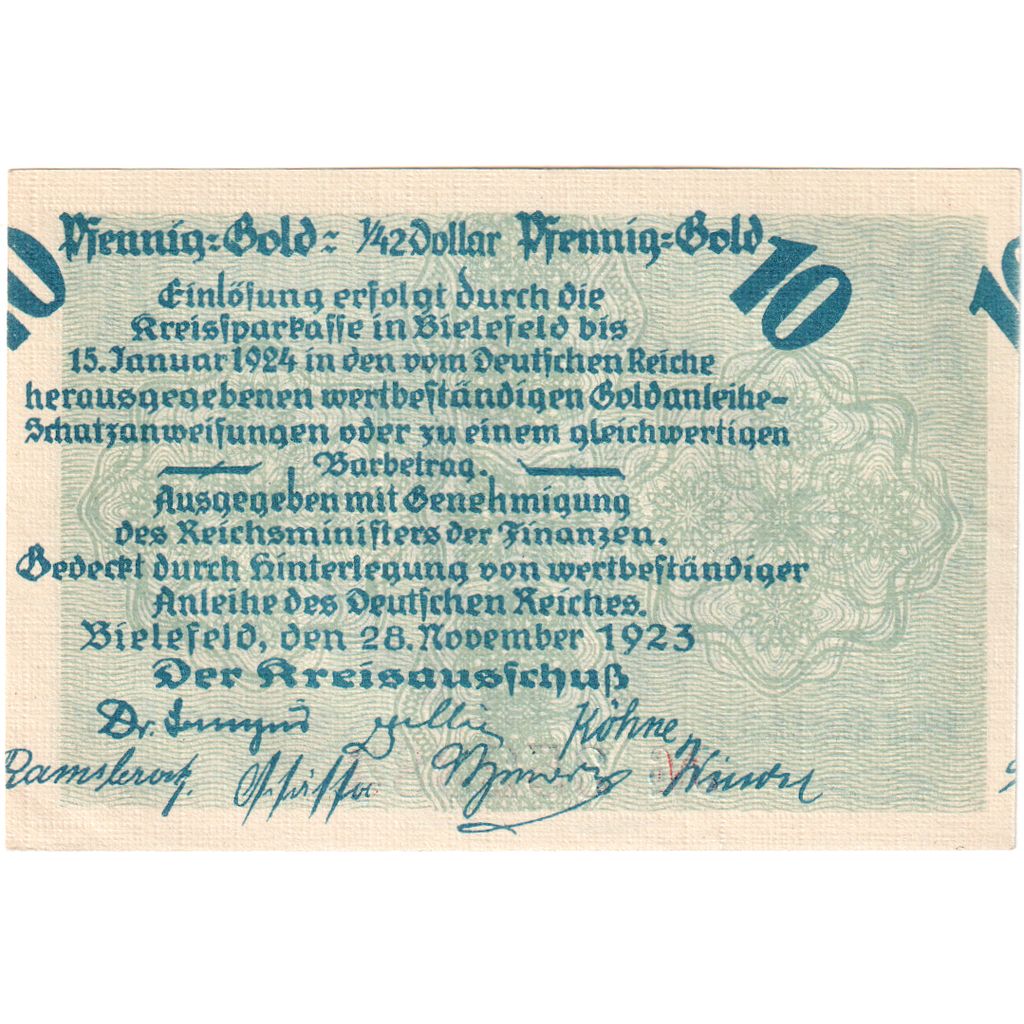 10 Pfennig=Gold = 1/42 Dollar Pfennig=Gold 10 10
Einlösung erfolgt durch die
Kreissparkasse in Bielefeld bis
15. Januar 1924 in den vom Deutschen Reiche
herausgegebenen wertbeständigen Goldanleihe-
Schatzanweisungen oder zu einem gleichwertigen
Barbetrag.
Ausgegeben mit Genehmigung
des Reichsministers der Finanzen.
Gedeckt durch Hinterlegung von wertbeständiger
Anleihe des Deutschen Reiches.
Bielefeld, den 28. November 1923
Der Kreisausschuß
Dr. Köhne